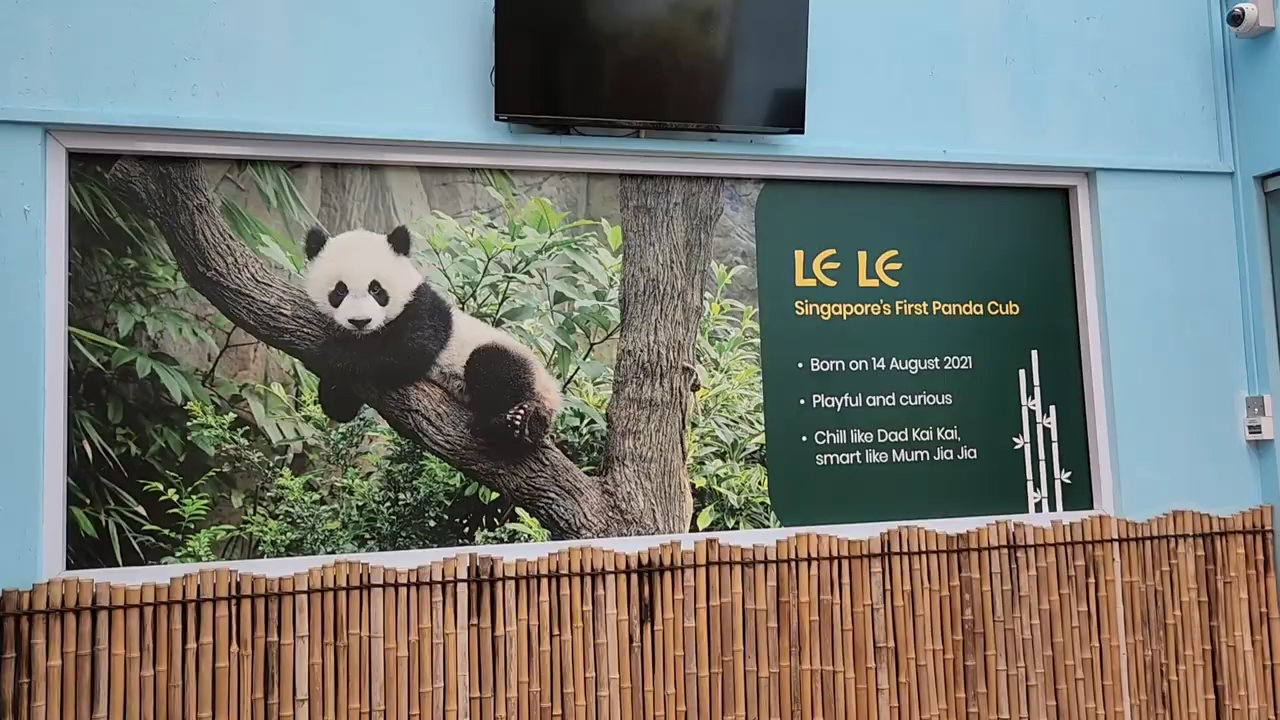 LE LE
Singapore's First Panda Cub
• Born on 14 August 2021
• Playful and curious
• Chill like Dad Kai Kai,
smart like Mum Jia Jia